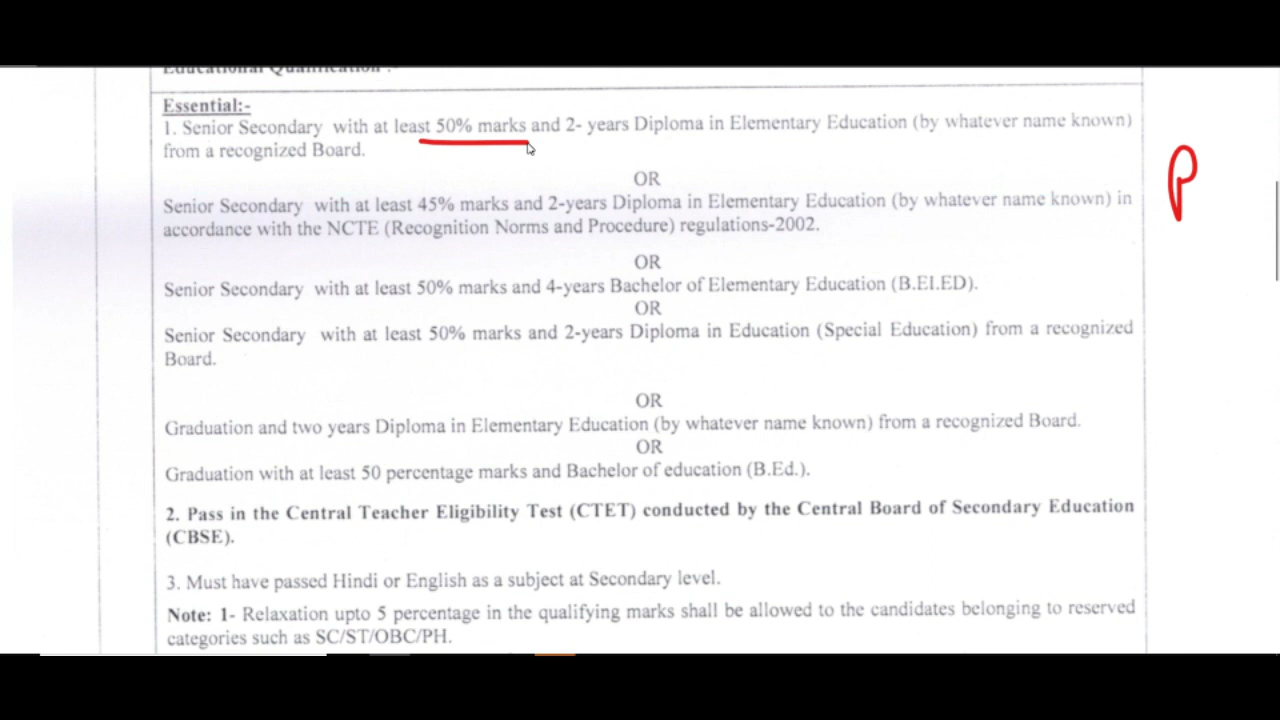 Educational Qualification :-
Essential:-
1. Senior Secondary with at least 50% marks and 2- years Diploma in Elementary Education (by whatever name known)
from a recognized Board.
OR
Senior Secondary with at least 45% marks and 2-years Diploma in Elementary Education (by whatever name known) in
accordance with the NCTE (Recognition Norms and Procedure) regulations-2002.
OR
Senior Secondary with at least 50% marks and 4-years Bachelor of Elementary Education (B.El.ED).
OR
Senior Secondary with at least 50% marks and 2-years Diploma in Education (Special Education) from a recognized
Board.
OR
Graduation and two years Diploma in Elementary Education (by whatever name known) from a recognized Board.
OR
Graduation with at least 50 percentage marks and Bachelor of education (B.Ed.).
2. Pass in the Central Teacher Eligibility Test (CTET) conducted by the Central Board of Secondary Education
(CBSE).
3. Must have passed Hindi or English as a subject at Secondary level.
Note: 1- Relaxation upto 5 percentage in the qualifying marks shall be allowed to the candidates belonging to reserved
categories such as SC/ST/OBC/PH.
P